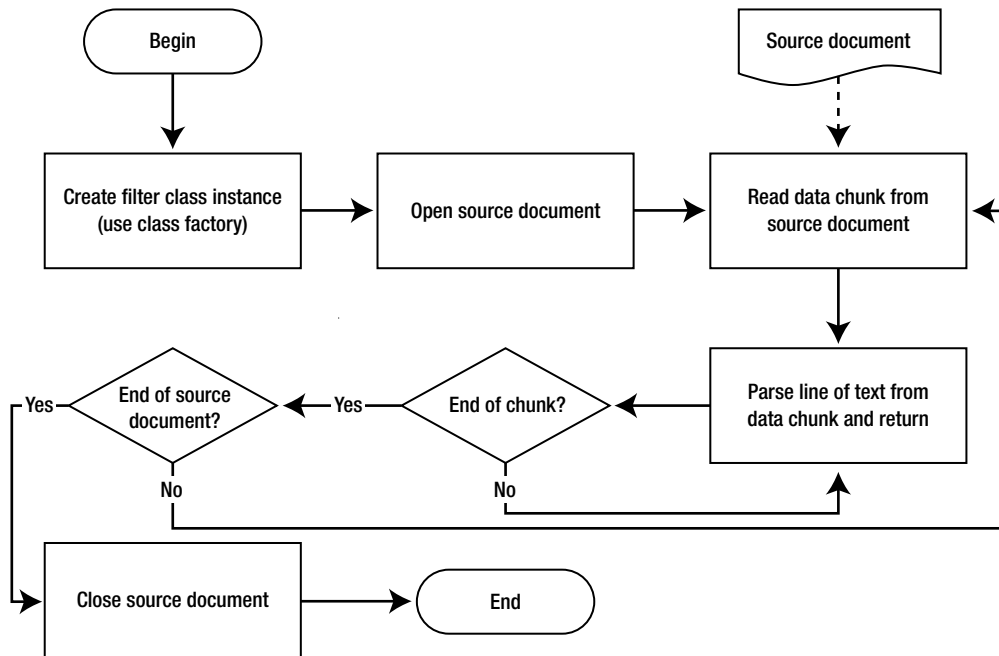 Begin
Source document
Create filter class instance
(use class factory)
Open source document
Read data chunk from
source document
Parse line of text from
data chunk and return
End of chunk?
Yes
No
End of source
document?
Yes
No
Close source document
End